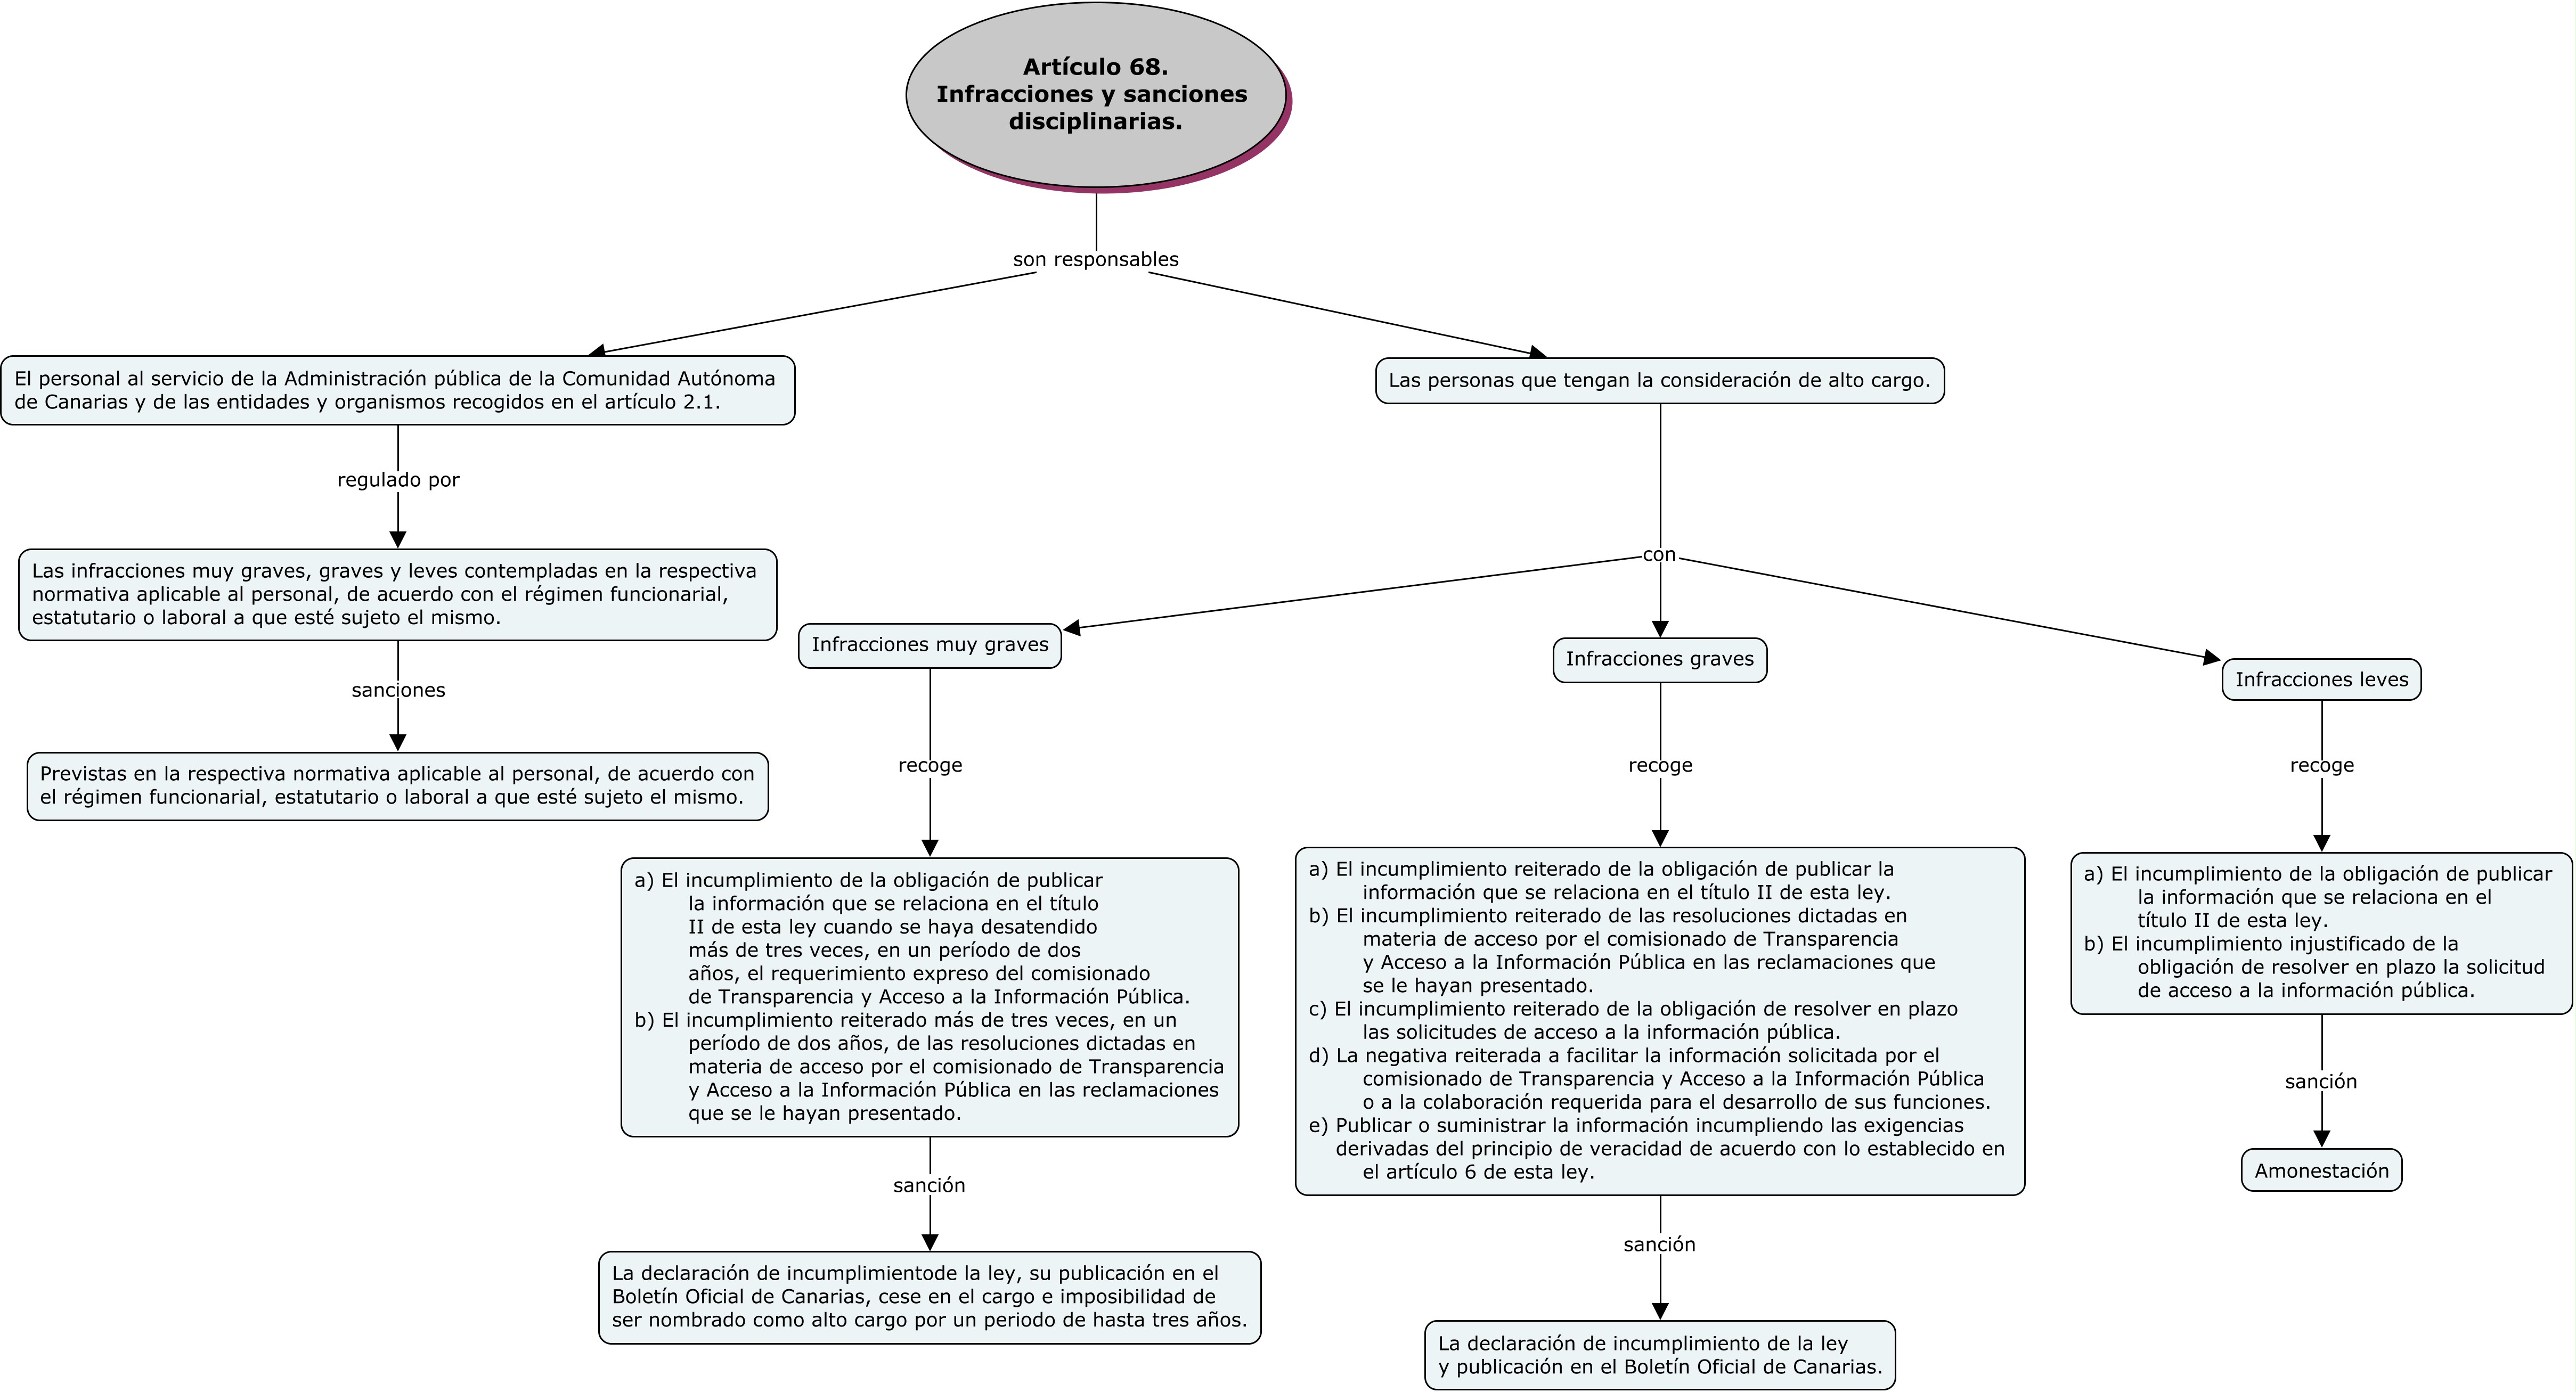 Artículo 68.
Infracciones y sanciones
disciplinarias.
son responsables
El personal al servicio de la Administración pública de la Comunidad Autónoma
de Canarias y de las entidades y organismos recogidos en el artículo 2.1.
regulado por
Las infracciones muy graves, graves y leves contempladas en la respectiva
normativa aplicable al personal, de acuerdo con el régimen funcionarial,
estatutario o laboral a que esté sujeto el mismo.
sanciones
Previstas en la respectiva normativa aplicable al personal, de acuerdo con
el régimen funcionarial, estatutario o laboral a que esté sujeto el mismo.
Las personas que tengan la consideración de alto cargo.
con
Infracciones muy graves
recoge
a) El incumplimiento de la obligación de publicar
la información que se relaciona en el título
II de esta ley cuando se haya desatendido
más de tres veces, en un período de dos
años, el requerimiento expreso del comisionado
de Transparencia y Acceso a la Información Pública.
b) El incumplimiento reiterado más de tres veces, en un
período de dos años, de las resoluciones dictadas en
materia de acceso por el comisionado de Transparencia
y Acceso a la Información Pública en las reclamaciones
que se le hayan presentado.
sanción
La declaración de incumplimientode la ley, su publicación en el
Boletín Oficial de Canarias, cese en el cargo e imposibilidad de
ser nombrado como alto cargo por un periodo de hasta tres años.
Infracciones graves
recoge
a) El incumplimiento reiterado de la obligación de publicar la
información que se relaciona en el título II de esta ley.
b) El incumplimiento reiterado de las resoluciones dictadas en
materia de acceso por el comisionado de Transparencia
y Acceso a la Información Pública en las reclamaciones que
se le hayan presentado.
c) El incumplimiento reiterado de la obligación de resolver en plazo
las solicitudes de acceso a la información pública.
d) La negativa reiterada a facilitar la información solicitada por el
comisionado de Transparencia y Acceso a la Información Pública
o a la colaboración requerida para el desarrollo de sus funciones.
e) Publicar o suministrar la información incumpliendo las exigencias
derivadas del principio de veracidad de acuerdo con lo establecido en
el artículo 6 de esta ley.
sanción
La declaración de incumplimiento de la ley
y publicación en el Boletín Oficial de Canarias.
Infracciones leves
recoge
a) El incumplimiento de la obligación de publicar
la información que se relaciona en el
título II de esta ley.
b) El incumplimiento injustificado de la
obligación de resolver en plazo la solicitud
de acceso a la información pública.
sanción
Amonestación